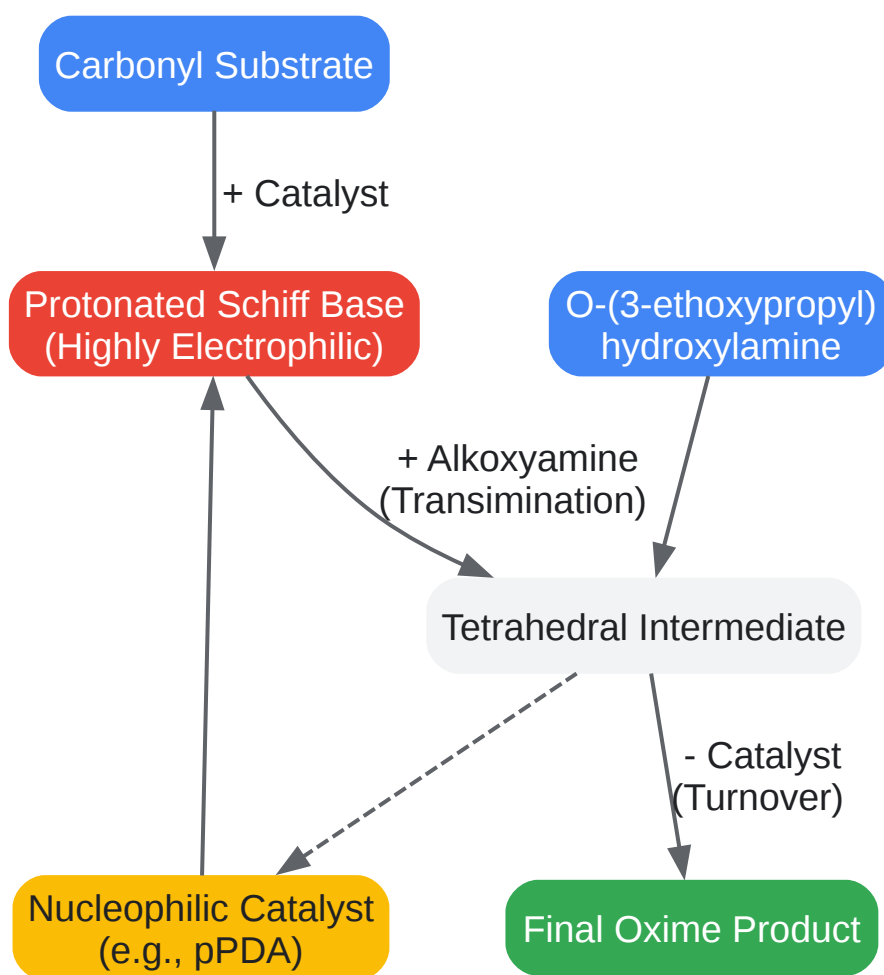 Carbonyl Substrate
+ Catalyst
Protonated Schiff Base
(Highly Electrophilic)
O-(3-ethoxypropyl)
hydroxylamine
+ Alkoxyamine
(Transimination)
Tetrahedral Intermediate
- Catalyst
(Turnover)
Nucleophilic Catalyst
(e.g., pPDA)
Final Oxime Product